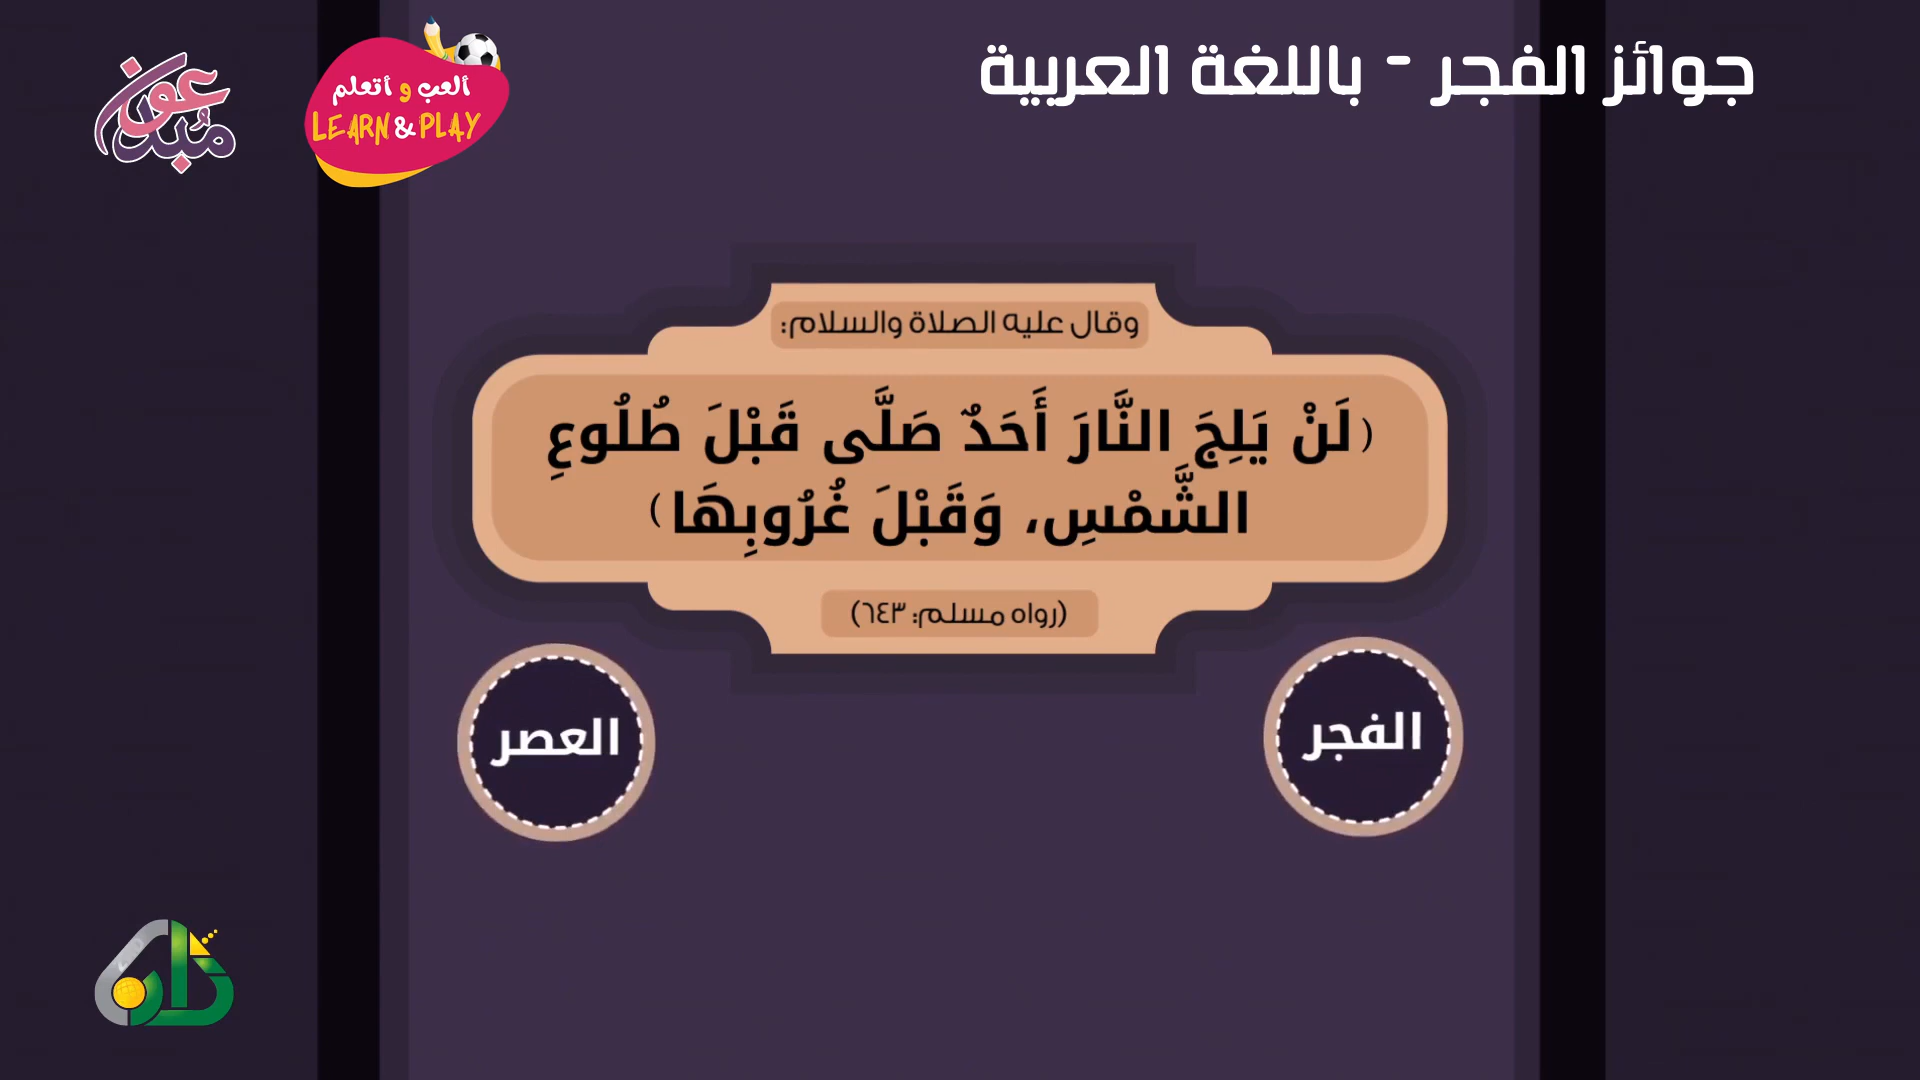 جوائز الفجر - باللغة العربية
مُبدعون
ألعب و أتعلم
LEARN & PLAY
وقال عليه الصلاة والسلام:
(لَنْ يَلِجَ النَّارَ أَحَدٌ صَلَّى قَبْلَ طُلُوعِ
الشَّمْسِ، وَقَبْلَ غُرُوبِهَا)
(رواه مسلم: ٦٤٣)
الفجر
العصر